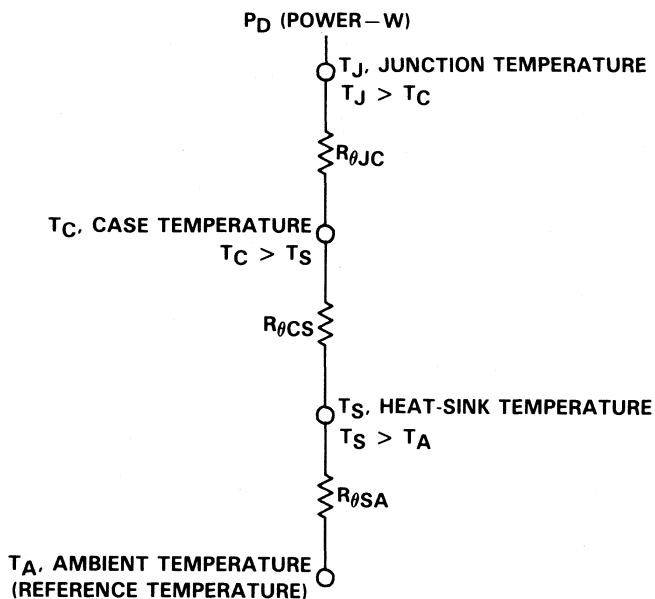 PD (POWER–W)
TJ, JUNCTION TEMPERATURE
TJ > TC
RθJC
TC, CASE TEMPERATURE
TC > TS
RθCS
TS, HEAT-SINK TEMPERATURE
TS > TA
RθSA
TA, AMBIENT TEMPERATURE
(REFERENCE TEMPERATURE)